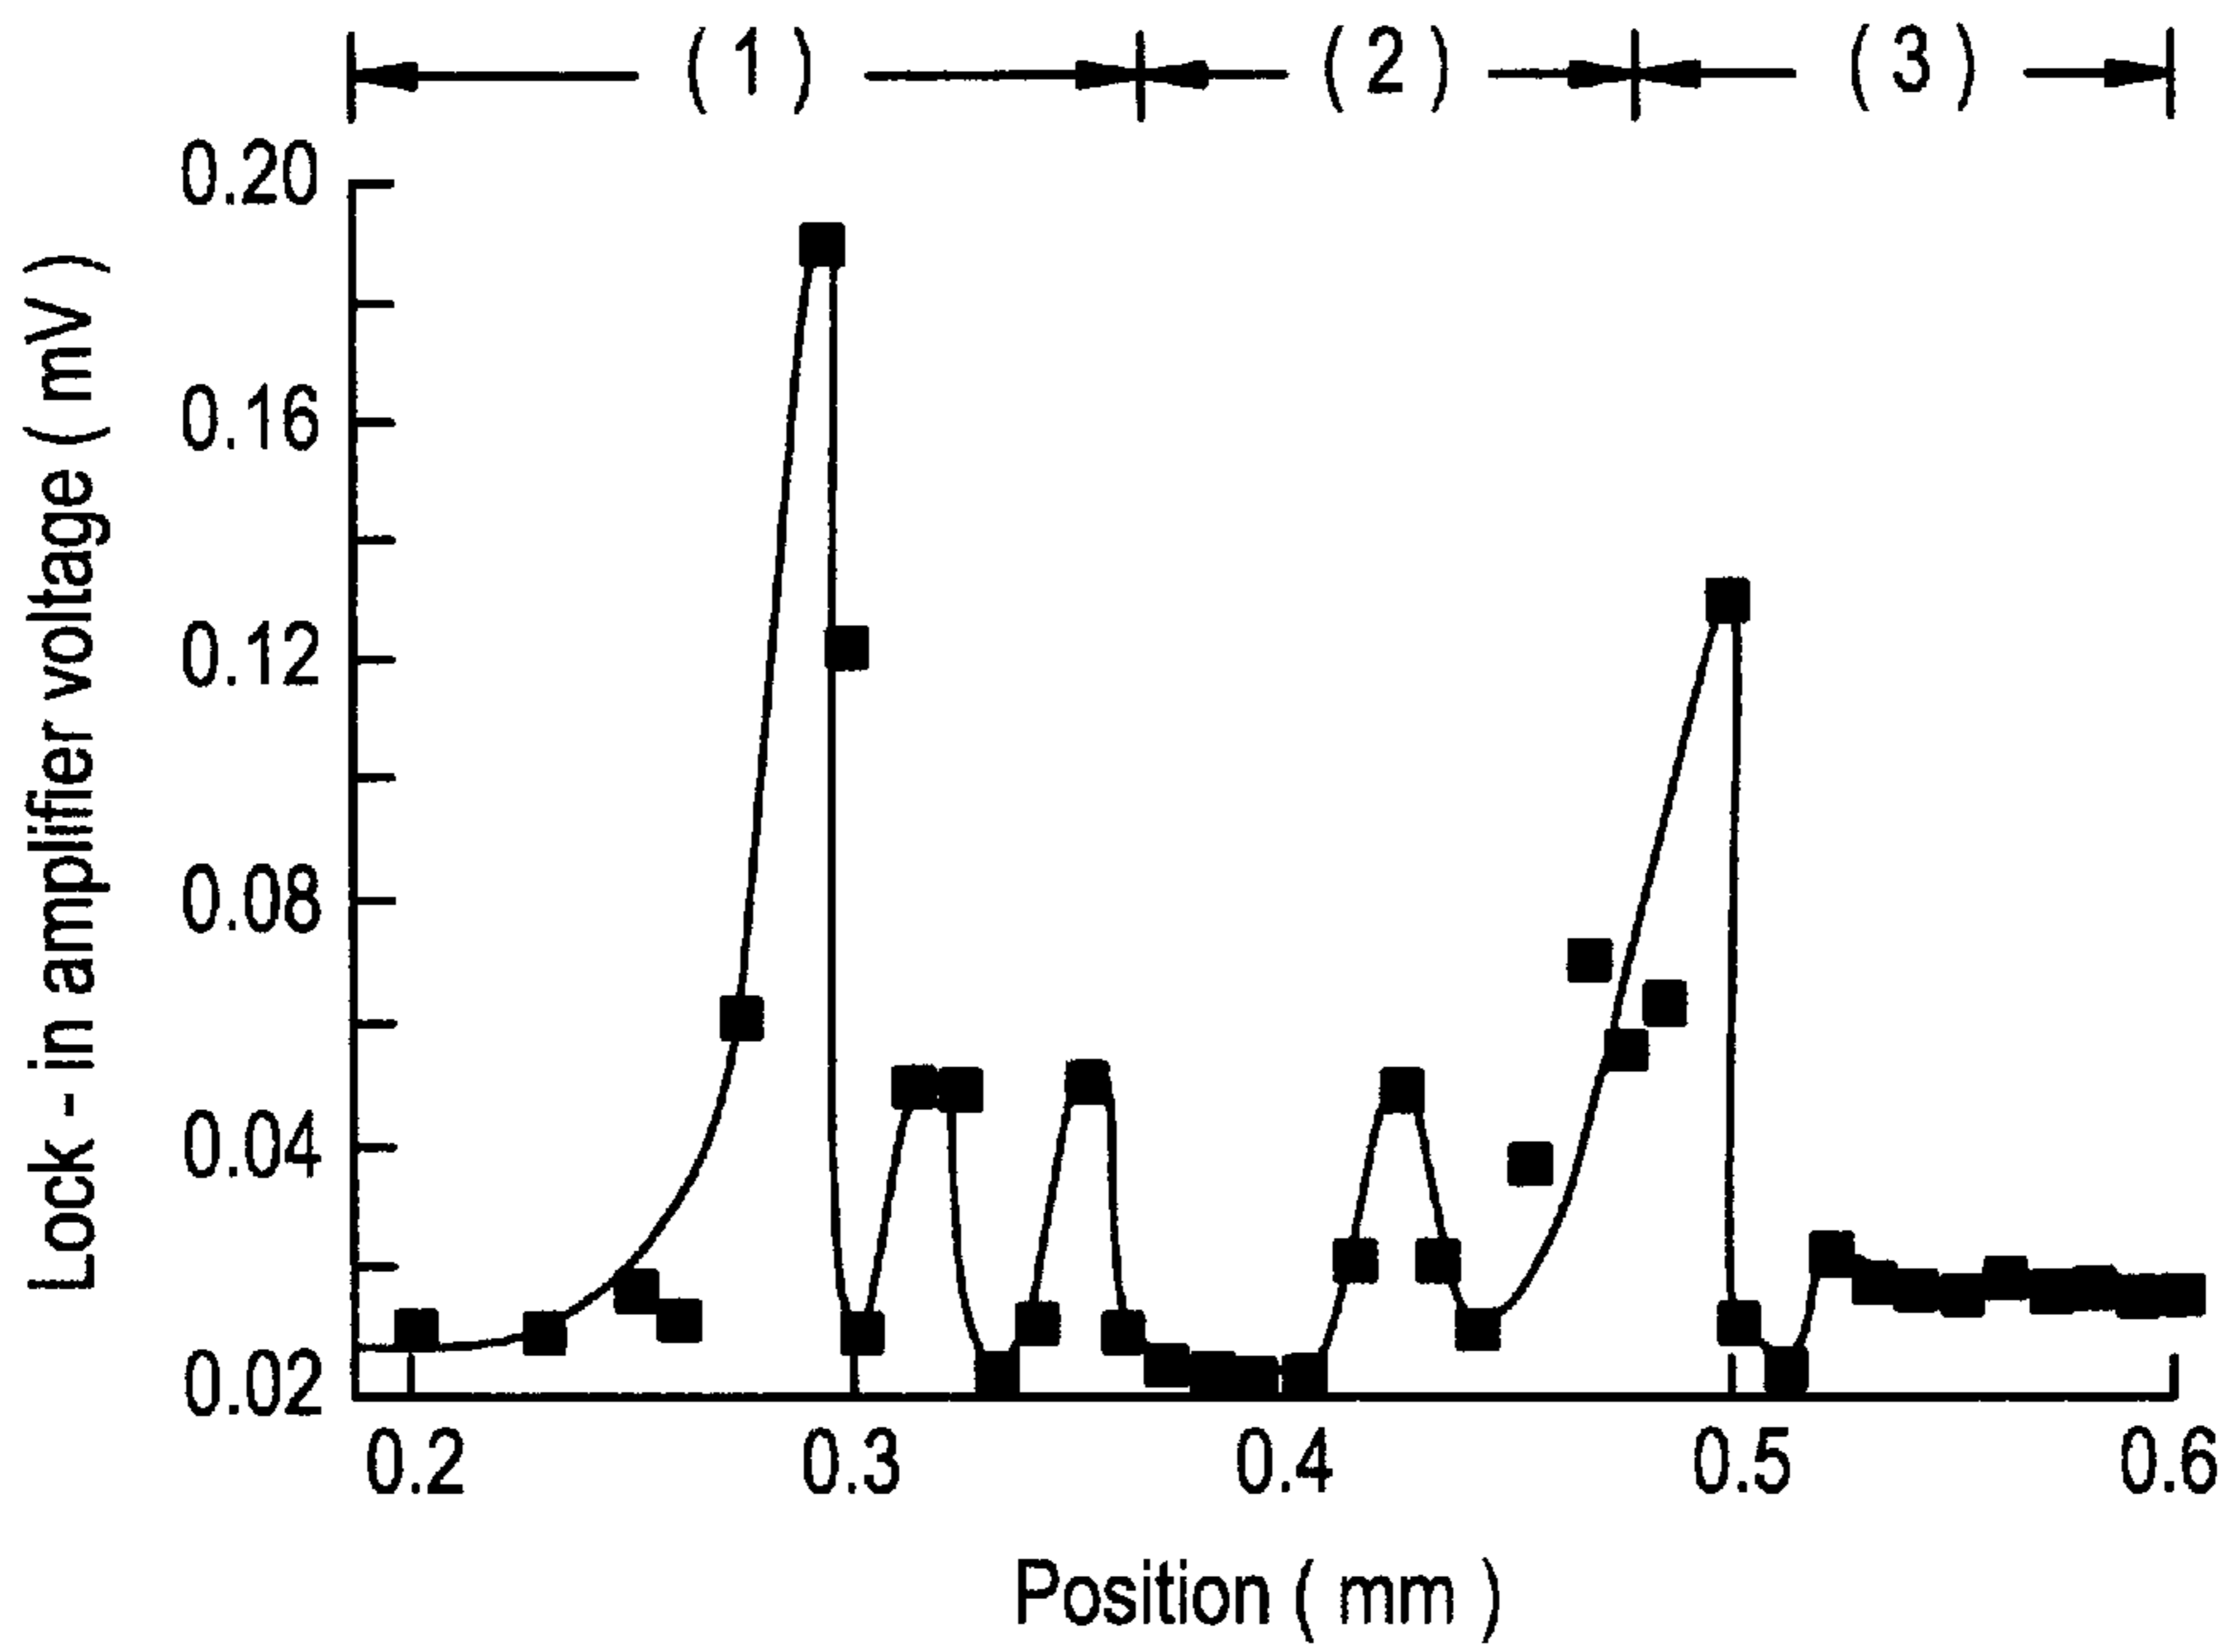 ( 1 ) ( 2 ) ( 3 )
0.20
0.16
0.12
0.08
0.04
0.02
Lock - in amplifier voltage ( mV )
0.2 0.3 0.4 0.5 0.6
Position ( mm )